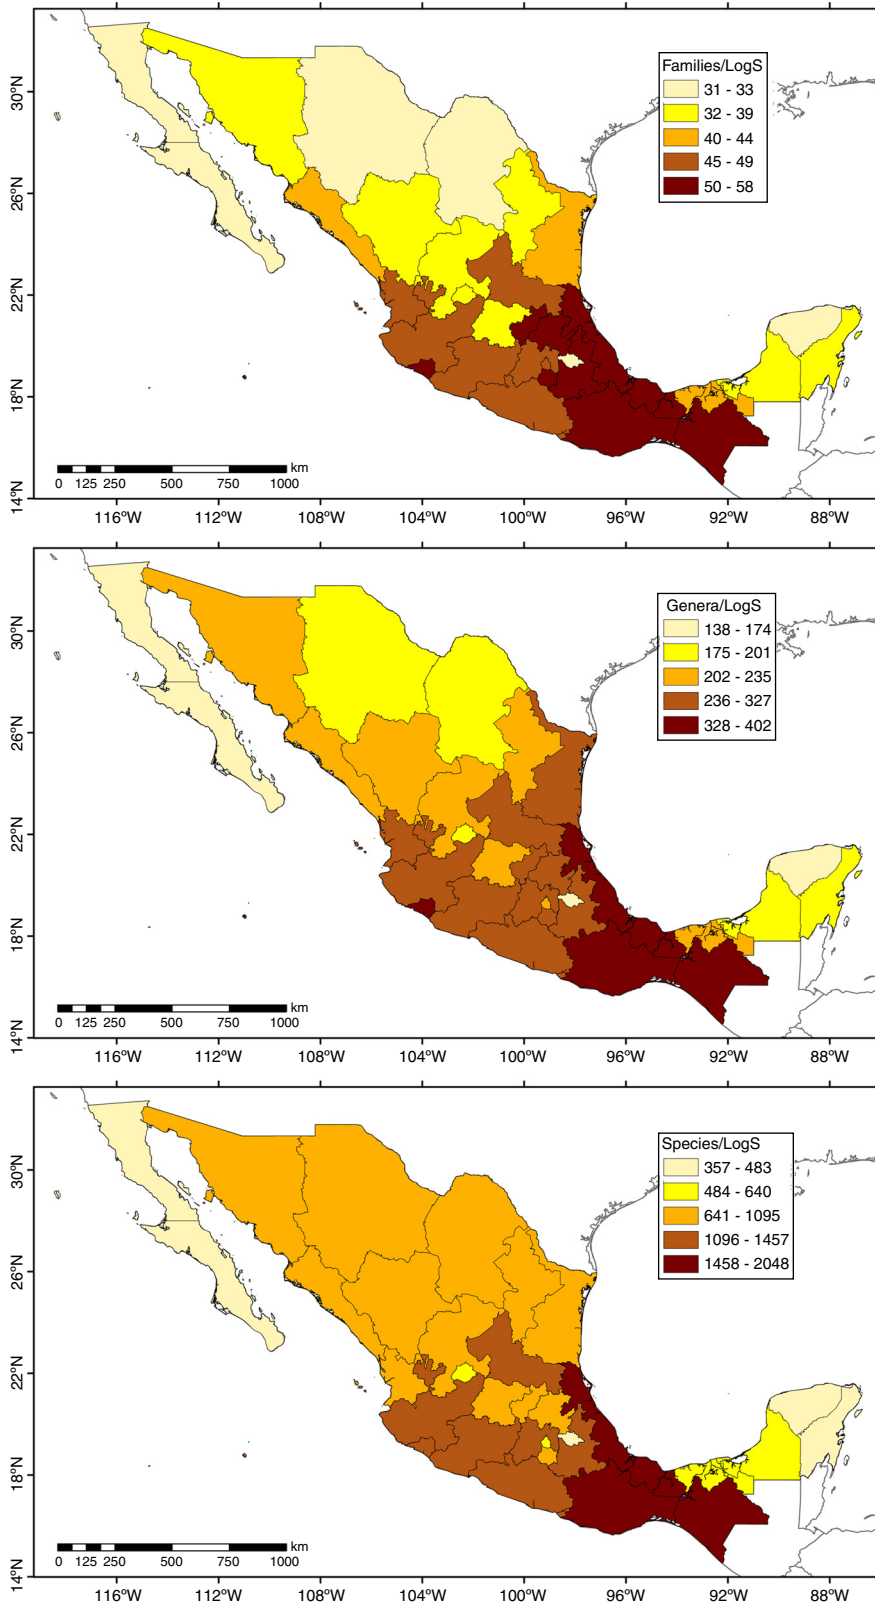 Families/LogS
31 - 33
32 - 39
40 - 44
45 - 49
50 - 58
30°N
26°N
22°N
18°N
14°N
0 125 250 500 750 1000 km
116°W 112°W 108°W 104°W 100°W 96°W 92°W 88°W
Genera/LogS
138 - 174
175 - 201
202 - 235
236 - 327
328 - 402
30°N
26°N
22°N
18°N
14°N
0 125 250 500 750 1000 km
116°W 112°W 108°W 104°W 100°W 96°W 92°W 88°W
Species/LogS
357 - 483
484 - 640
641 - 1095
1096 - 1457
1458 - 2048
30°N
26°N
22°N
18°N
14°N
0 125 250 500 750 1000 km
116°W 112°W 108°W 104°W 100°W 96°W 92°W 88°W